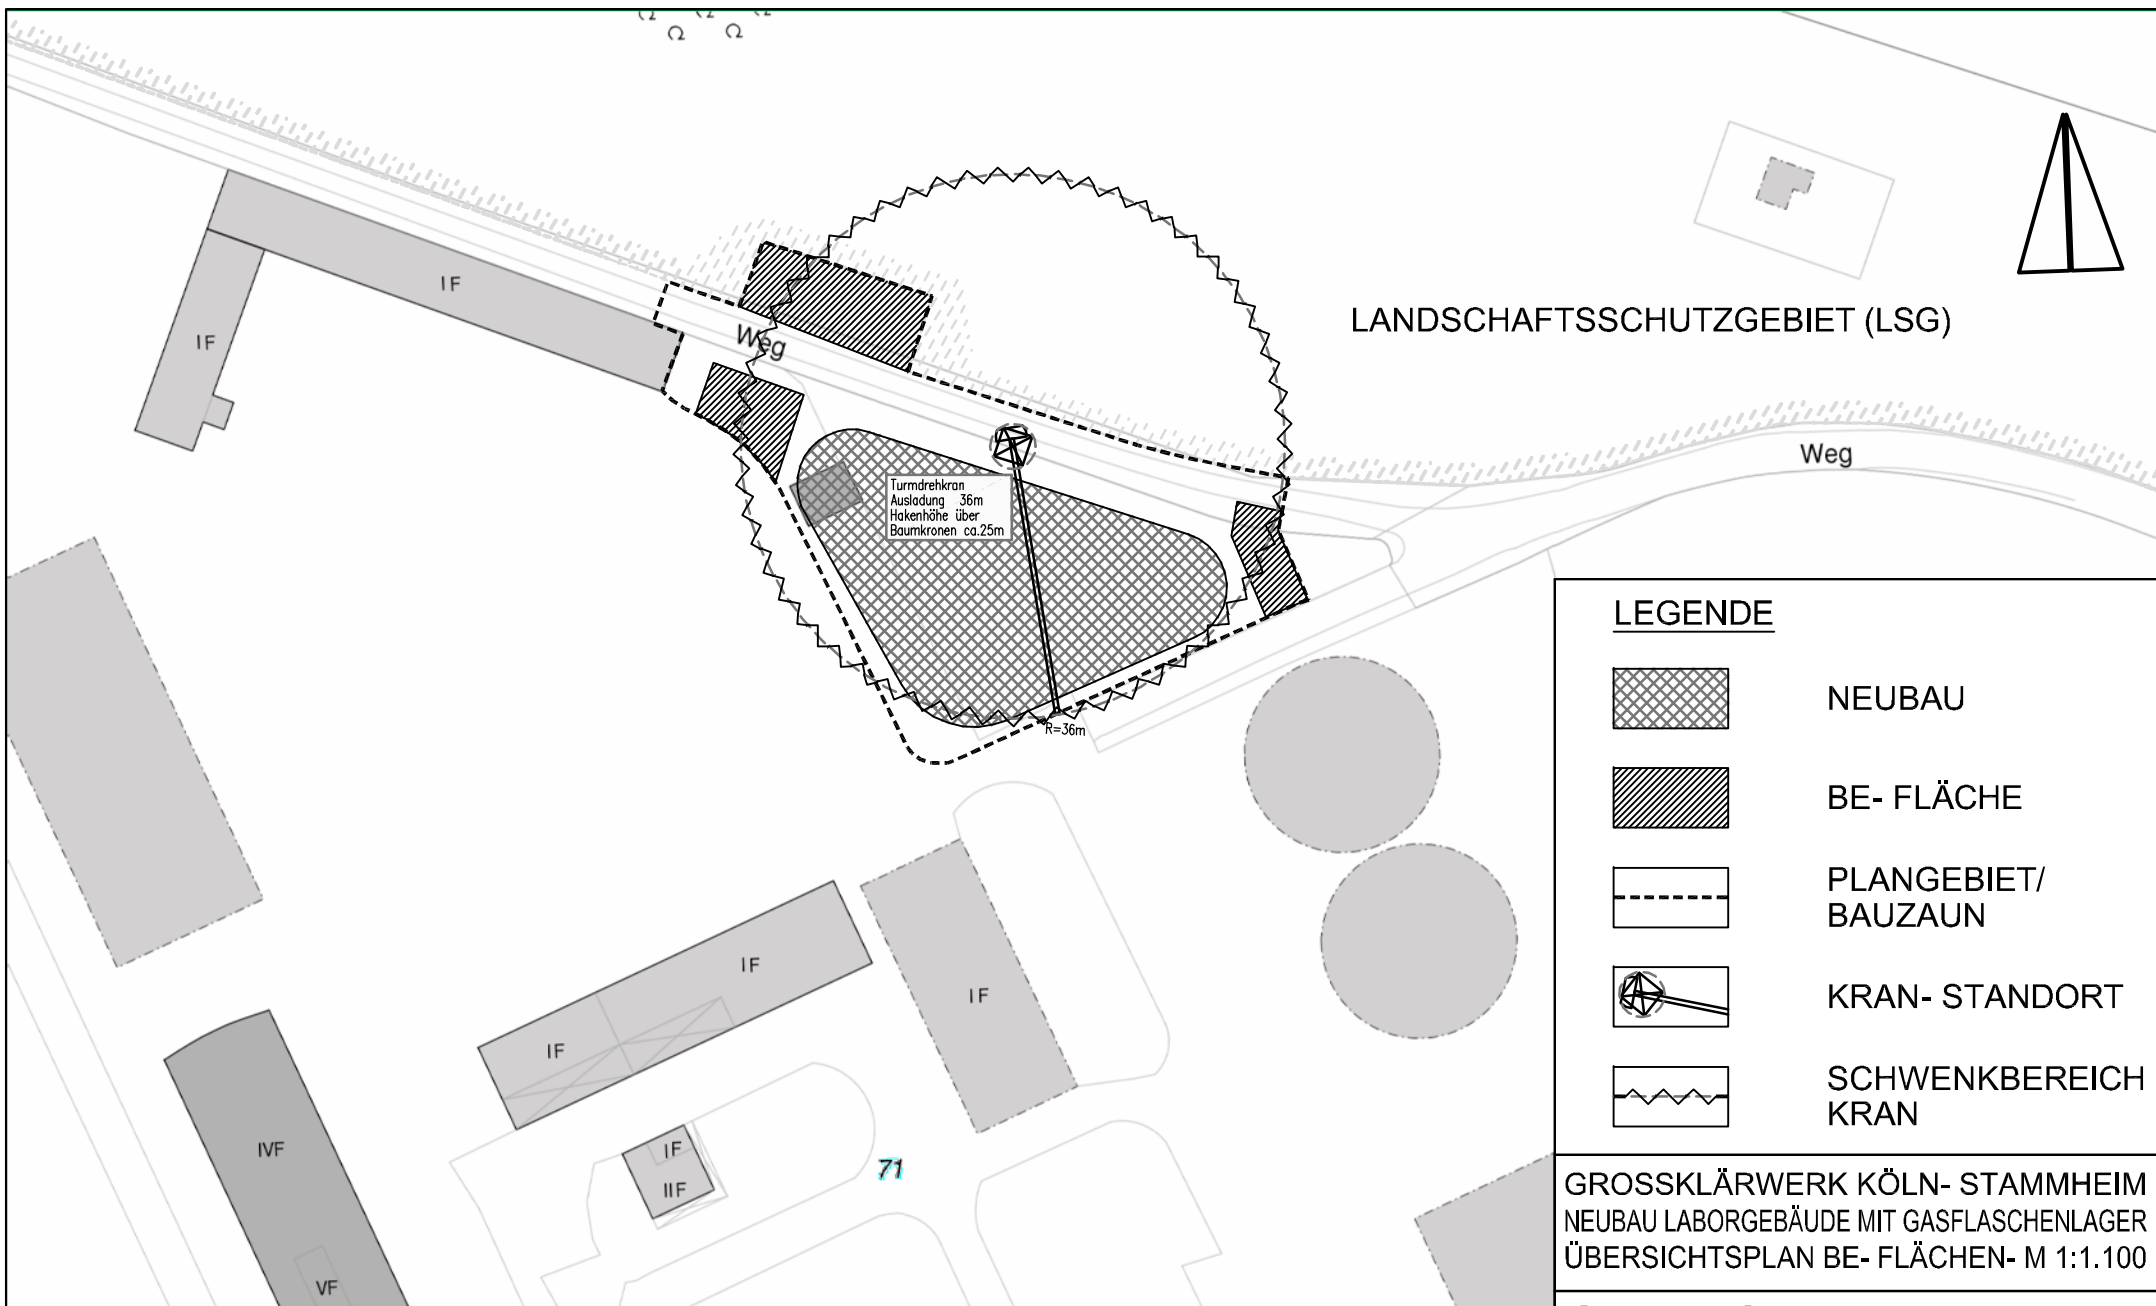 LANDSCHAFTSSCHUTZGEBIET (LSG)
IF
IF
Weg
Weg
Turmdrehkran
Ausladung 36m
Hakenhöhe über
Baumkronen ca.25m
R=36m
IF
IF
IF
IVF
IF
IIF
71
VF
LEGENDE
NEUBAU
BE- FLÄCHE
PLANGEBIET/
BAUZAUN
KRAN- STANDORT
SCHWENKBEREICH
KRAN
GROSSKLÄRWERK KÖLN- STAMMHEIM
NEUBAU LABORGEBÄUDE MIT GASFLASCHENLAGER
ÜBERSICHTSPLAN BE- FLÄCHEN- M 1:1.100